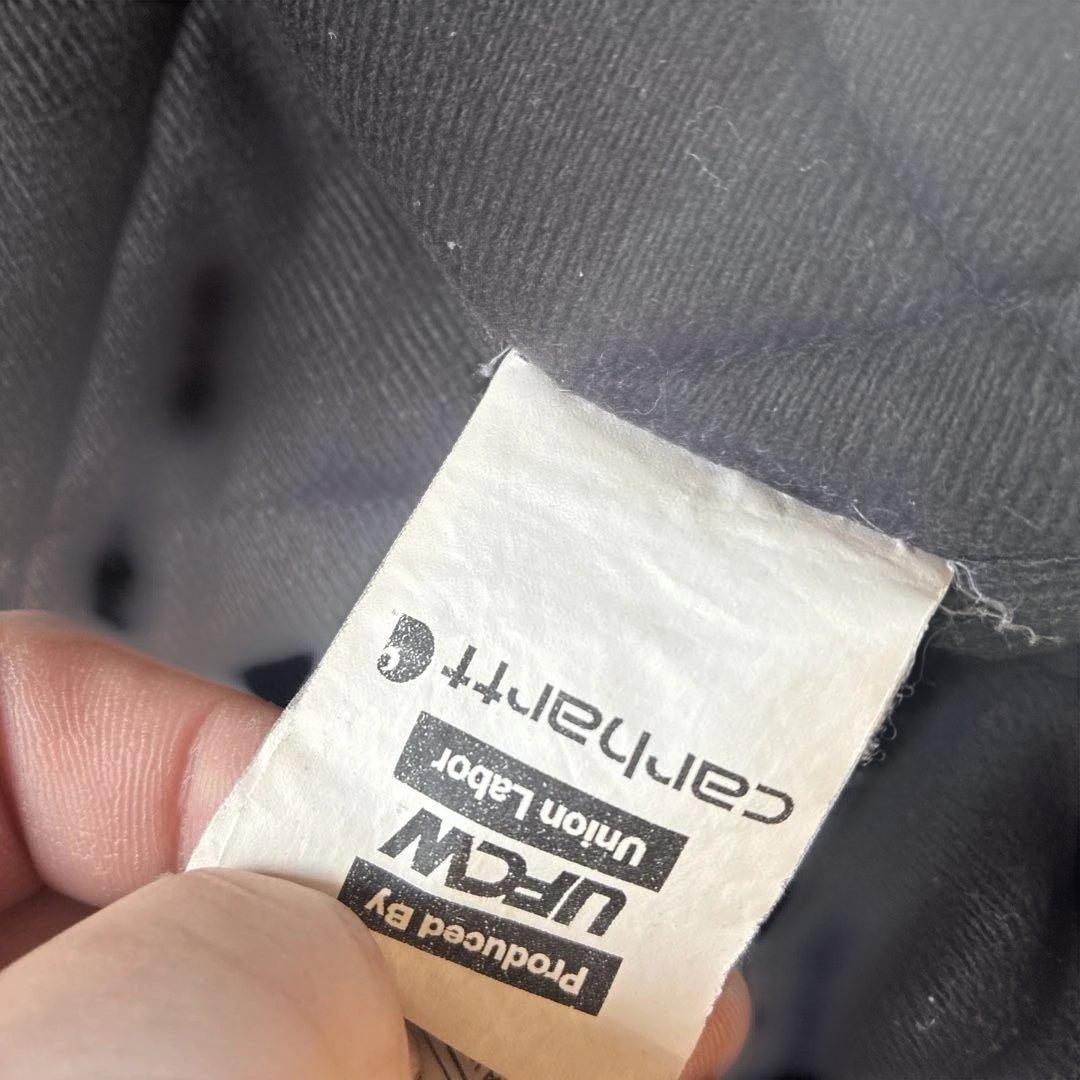 Produced By
UFCW
Union Labor
carhartt